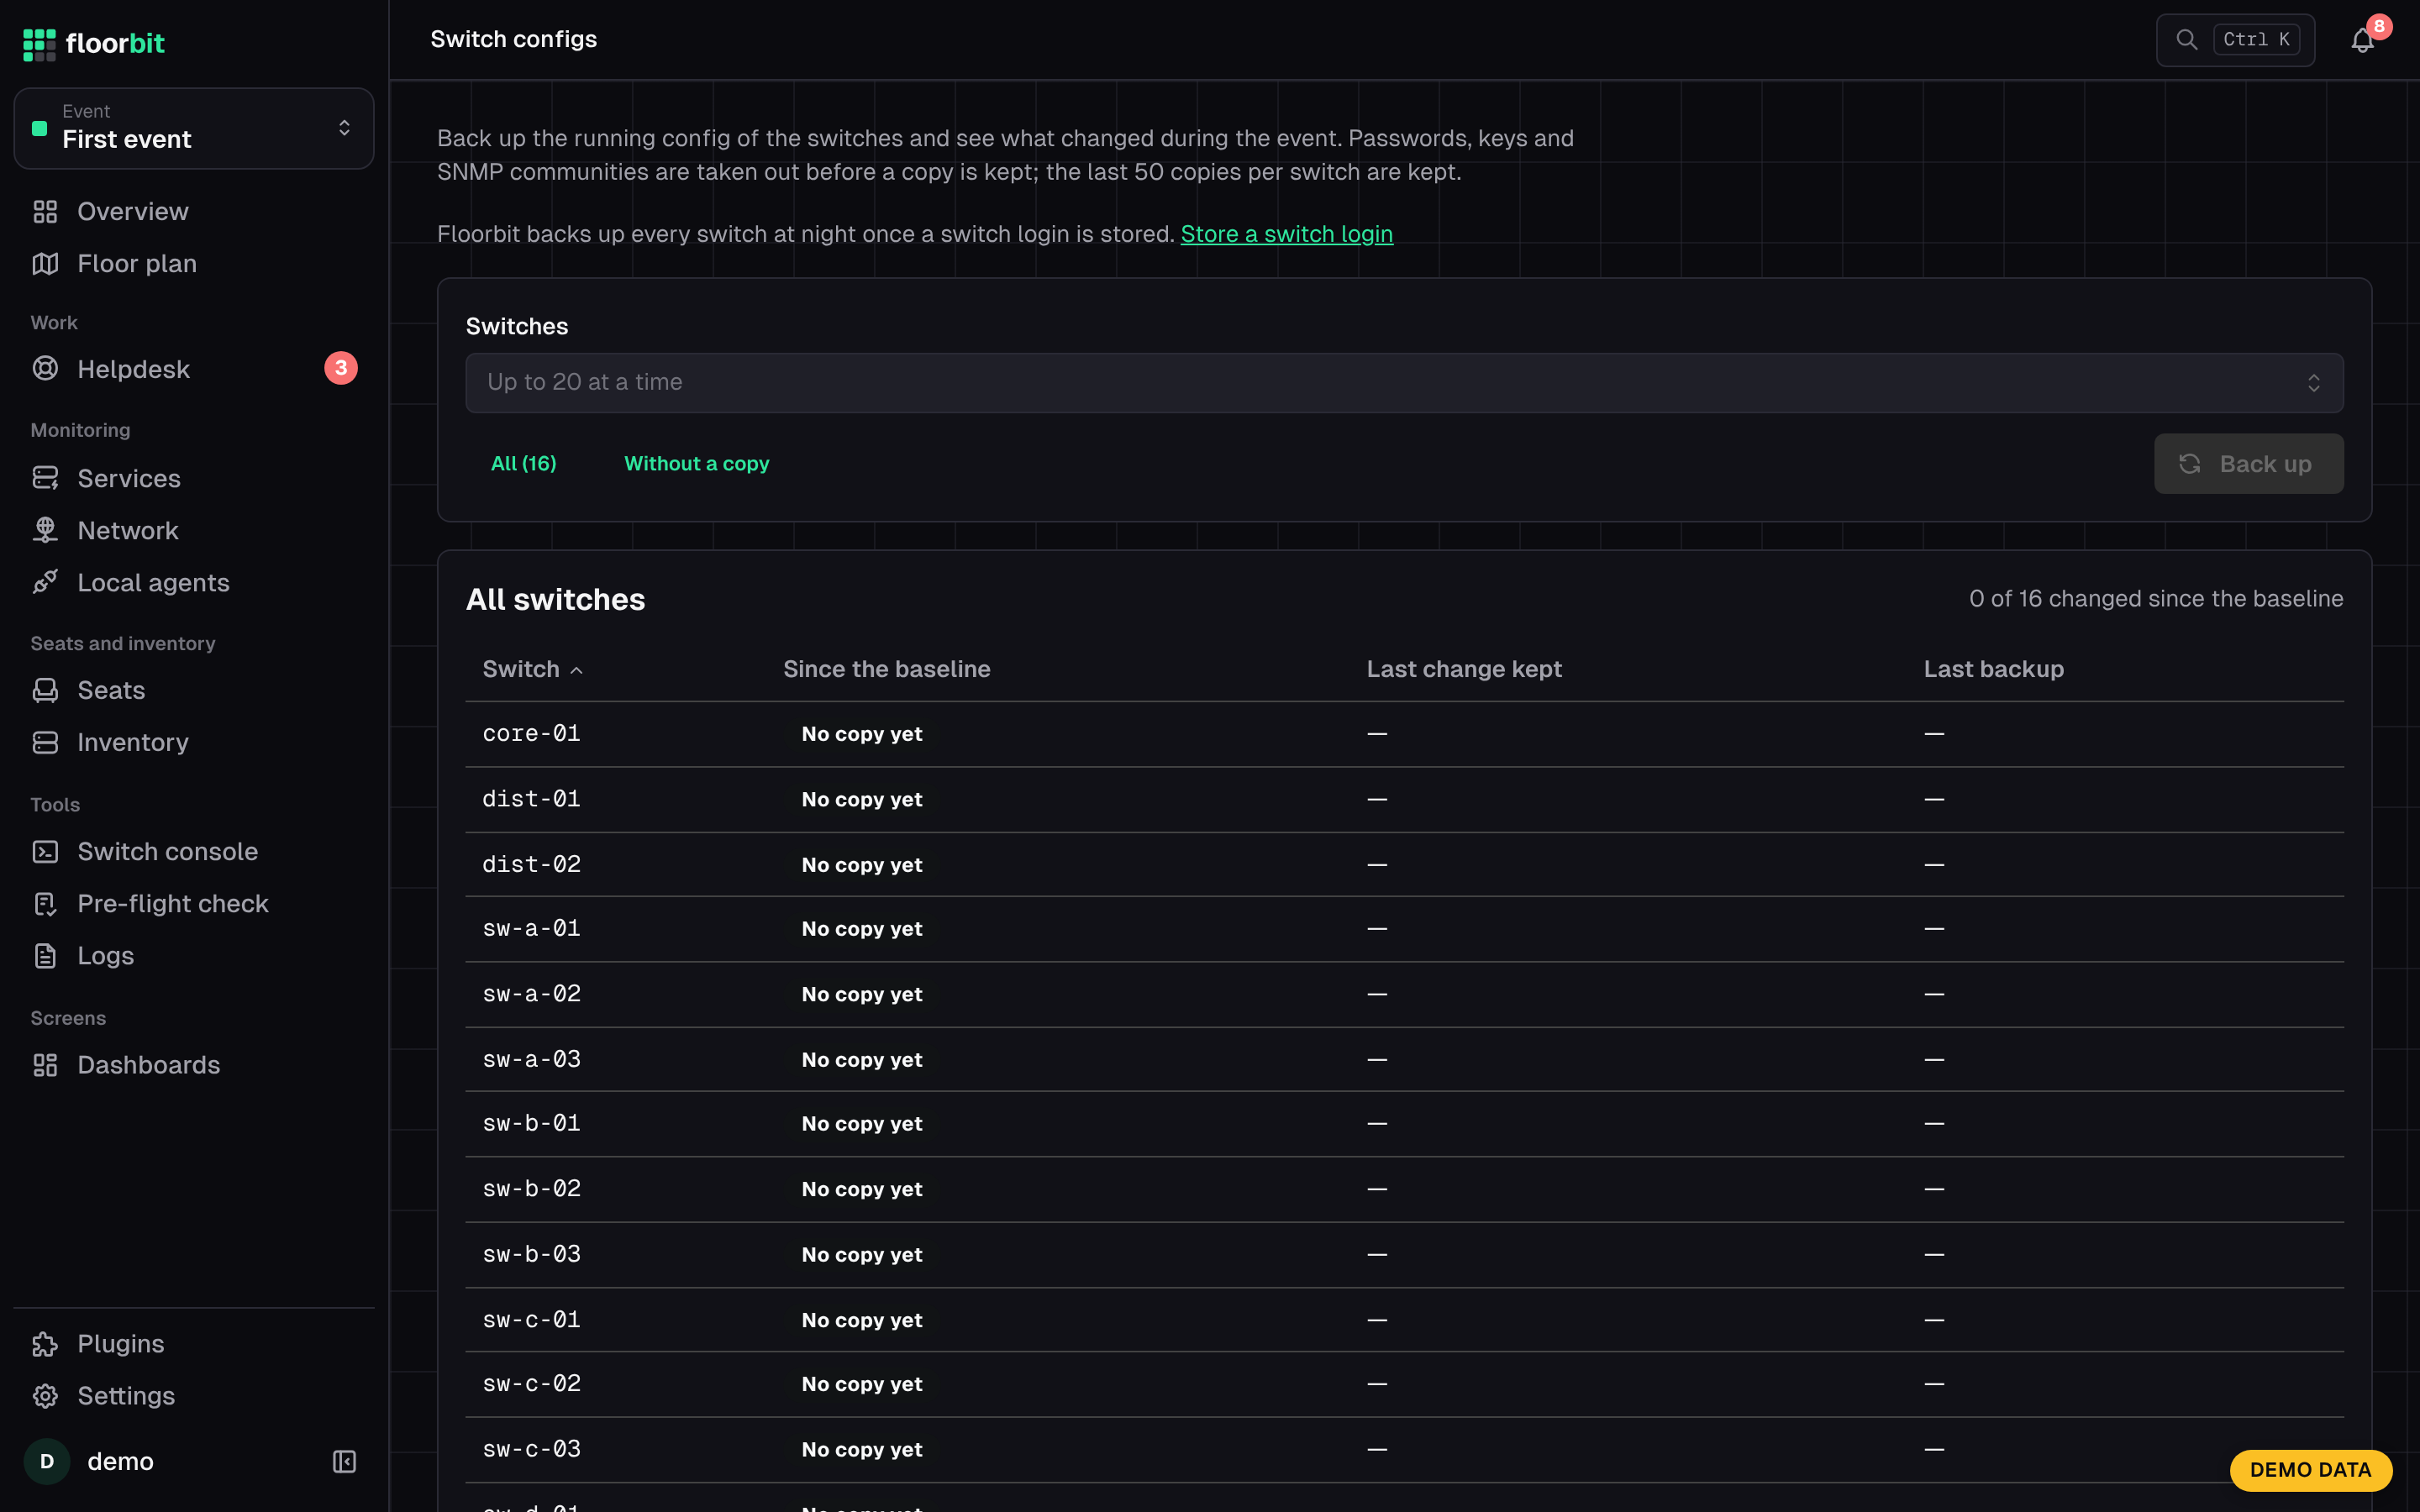 floorbit
Event
First event
Overview
Floor plan
Work
Helpdesk 3
Monitoring
Services
Network
Local agents
Seats and inventory
Seats
Inventory
Tools
Switch console
Pre-flight check
Logs
Screens
Dashboards
Plugins
Settings
D demo
Switch configs
Ctrl K
8
Back up the running config of the switches and see what changed during the event. Passwords, keys and
SNMP communities are taken out before a copy is kept; the last 50 copies per switch are kept.
Floorbit backs up every switch at night once a switch login is stored. Store a switch login
Switches
Up to 20 at a time
All (16) Without a copy Back up
All switches 0 of 16 changed since the baseline
Switch Since the baseline Last change kept Last backup
core-01 No copy yet — —
dist-01 No copy yet — —
dist-02 No copy yet — —
sw-a-01 No copy yet — —
sw-a-02 No copy yet — —
sw-a-03 No copy yet — —
sw-b-01 No copy yet — —
sw-b-02 No copy yet — —
sw-b-03 No copy yet — —
sw-c-01 No copy yet — —
sw-c-02 No copy yet — —
sw-c-03 No copy yet — —
DEMO DATA